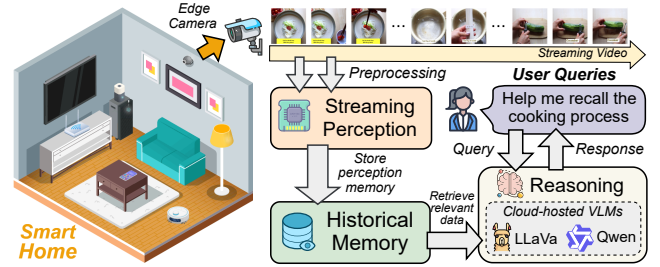 Edge
Camera
Streaming Video
Preprocessing
User Queries
Streaming
Perception
Help me recall the
cooking process
Query
Response
Store
perception
memory
Retrieve
relevant
data
Reasoning
Cloud-hosted VLMs
LLaVa
Qwen
Historical
Memory
Smart
Home